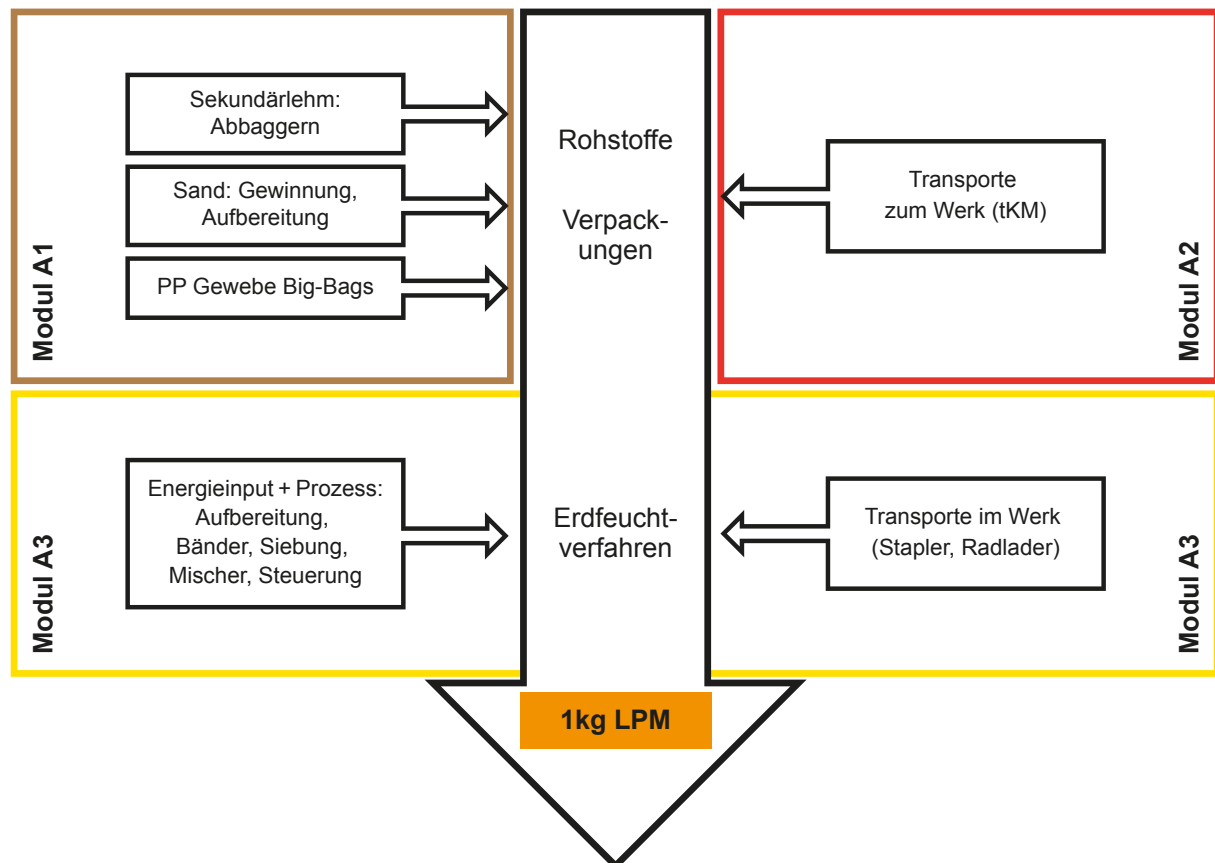 Modul A1
Sekundärlehm:
Abbaggern
Sand: Gewinnung,
Aufbereitung
PP Gewebe Big-Bags
Rohstoffe
Verpack-
ungen
Transporte
zum Werk (tKM)
Modul A2
Modul A3
Energieinput + Prozess:
Aufbereitung,
Bänder, Siebung,
Mischer, Steuerung
Erdfeucht-
verfahren
Transporte im Werk
(Stapler, Radlader)
Modul A3
1kg LPM